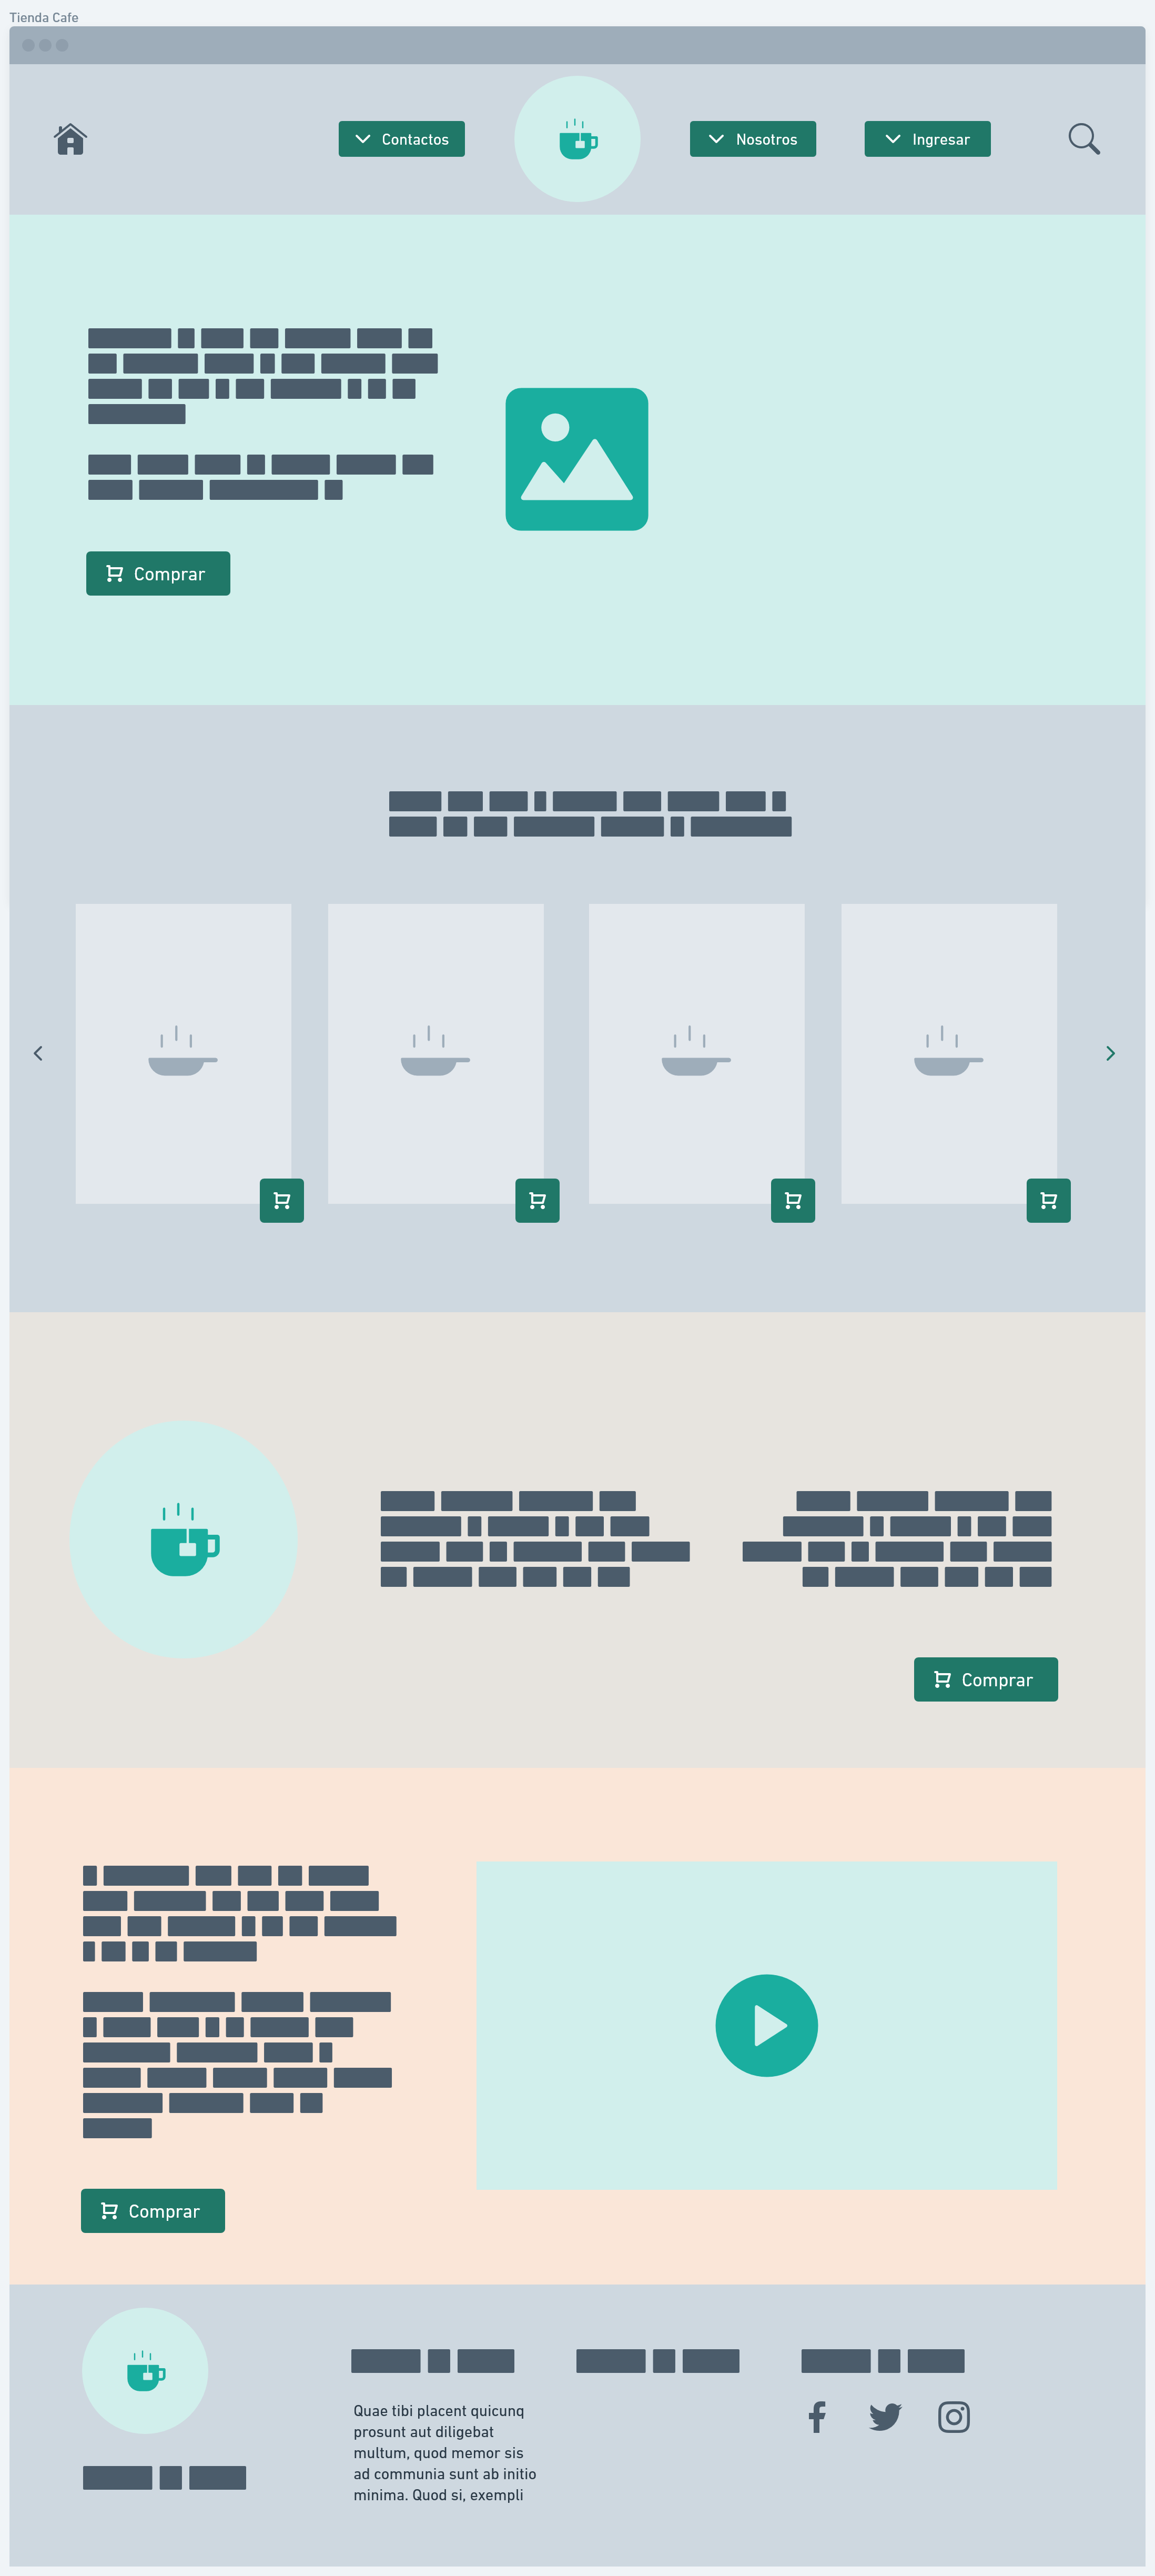 Tienda Cafe
Contactos
Nosotros
Ingresar
Comprar
Comprar
Comprar
Quae tibi placent quicunq
prosunt aut diligebat
multum, quod memor sis
ad communia sunt ab initio
minima. Quod si, exempli